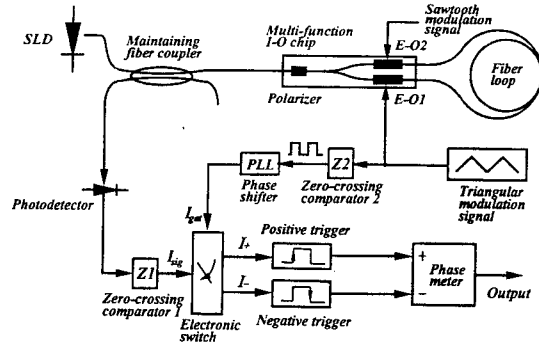 SLD
Maintaining
fiber coupler
Multi-function
I-O chip
Sawtooth
modulation
signal
E-O2
Polarizer
E-O1
Fiber
loop
PLL
Phase
shifter
Z2
Zero-crossing
comparator 2
Triangular
modulation
signal
Photodetector
Igat
Positive trigger
Z1
Isig
I+
I-
+
-
Phase
meter
Output
Zero-crossing
comparator 1
Electronic
switch
Negative trigger